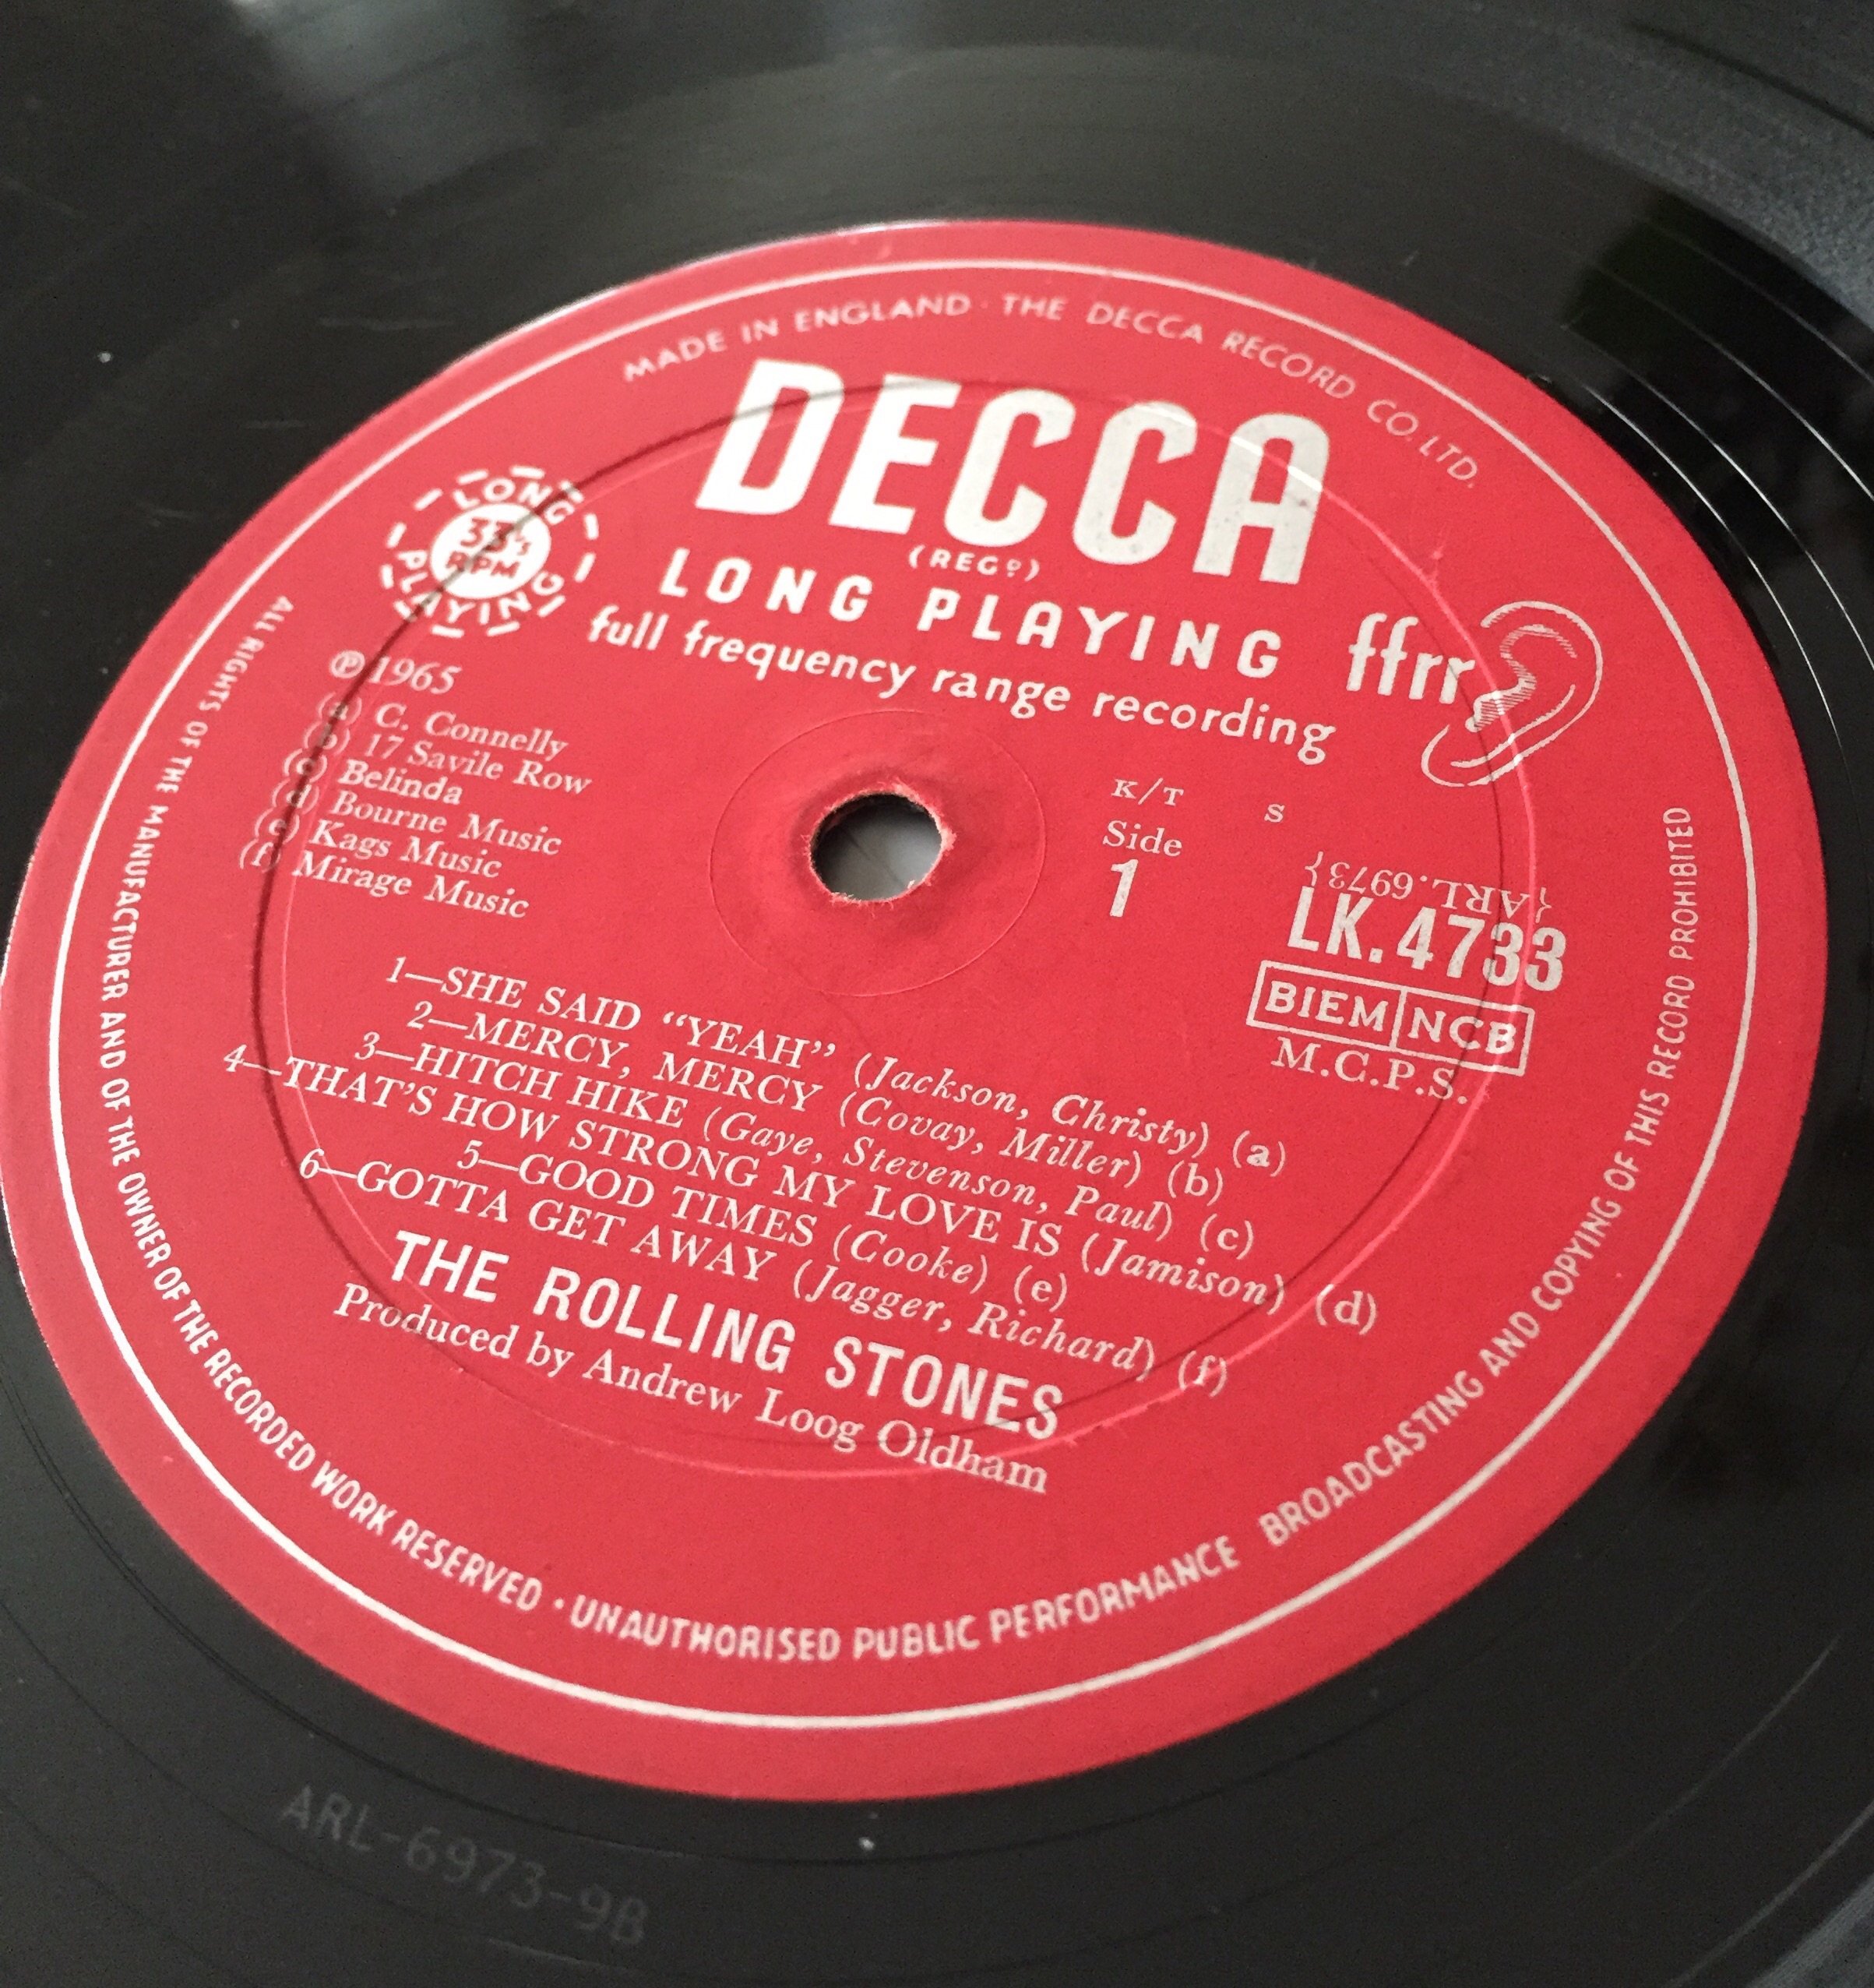 MADE IN ENGLAND · THE DECCA RECORD CO. LTD.
DECCA
(REGD)
LONG PLAYING
full frequency range recording
ffrr
LONG PLAYING
33⅓
RPM
℗ 1965
(a) C. Connelly
(b) 17 Savile Row
(c) Belinda
(d) Bourne Music
(e) Kags Music
(f) Mirage Music
K/T S
Side
1
{ARL.6973}
LK.4733
BIEM NCB
M.C.P.S.
1—SHE SAID “YEAH” (Jackson, Christy) (a)
2—MERCY, MERCY (Covay, Miller) (b)
3—HITCH HIKE (Gaye, Stevenson, Paul) (c)
4—THAT’S HOW STRONG MY LOVE IS (Jamison) (d)
5—GOOD TIMES (Cooke) (e)
6—GOTTA GET AWAY (Jagger, Richard) (f)
THE ROLLING STONES
Produced by Andrew Loog Oldham
ALL RIGHTS OF THE MANUFACTURER AND OF THE OWNER OF THE RECORDED WORK RESERVED · UNAUTHORISED PUBLIC PERFORMANCE BROADCASTING AND COPYING OF THIS RECORD PROHIBITED
ARL-6973-9B